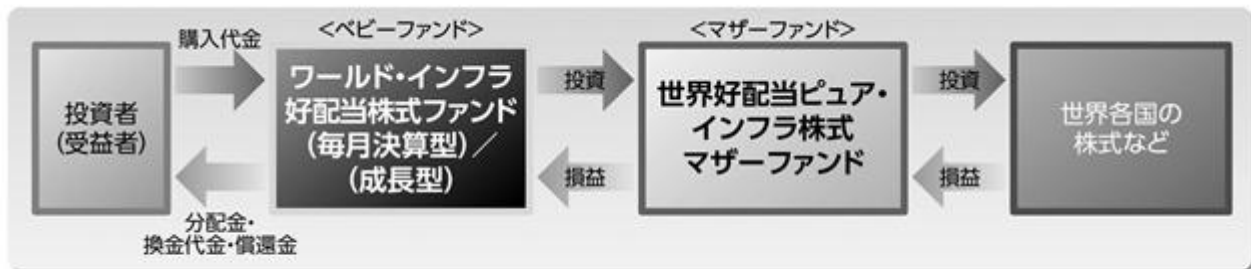 購入代金
投資者
(受益者)
分配金・
換金代金・償還金
<ベビーファンド>
ワールド・インフラ
好配当株式ファンド
(毎月決算型)／
(成長型)
投資
損益
<マザーファンド>
世界好配当ピュア・
インフラ株式
マザーファンド
投資
損益
世界各国の
株式など